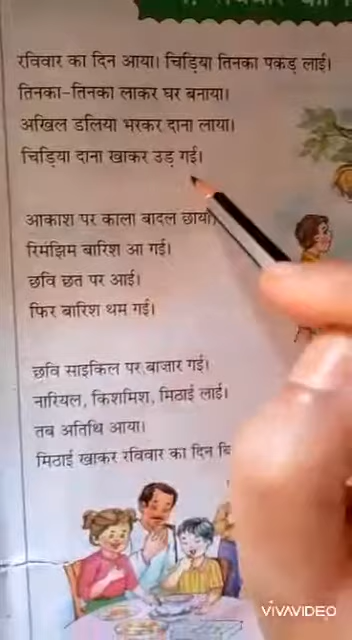 रविवार का दिन आया। चिड़िया तिनका पकड़ लाई।
तिनका-तिनका लाकर घर बनाया।
अखिल डलिया भरकर दाना लाया।
चिड़िया दाना खाकर उड़ गई।
आकाश पर काला बादल छाया।
रिमझिम बारिश आ गई।
छवि छत पर आई।
फिर बारिश थम गई।
छवि साइकिल पर बाजार गई।
नारियल, किशमिश, मिठाई लाई।
तब अतिथि आया।
मिठाई खाकर रविवार का दिन
VIVAVIDEO